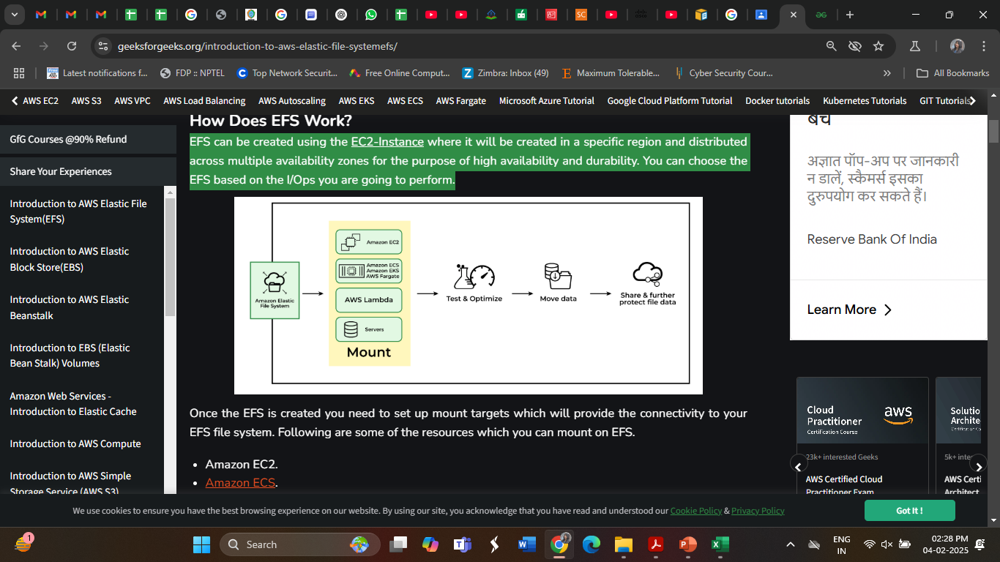 geeksforgeeks.org/introduction-to-aws-elastic-file-systemefs/
Latest notifications f...
FDP :: NPTEL
Top Network Securit...
Free Online Comput...
Zimbra: Inbox (49)
Maximum Tolerable...
Cyber Security Cour...
All Bookmarks
AWS EC2
AWS S3
AWS VPC
AWS Load Balancing
AWS Autoscaling
AWS EKS
AWS ECS
AWS Fargate
Microsoft Azure Tutorial
Google Cloud Platform Tutorial
Docker tutorials
Kubernetes Tutorials
GIT Tutorials
GfG Courses @90% Refund
Share Your Experiences
Introduction to AWS Elastic File
System(EFS)
Introduction to AWS Elastic
Block Store(EBS)
Introduction to AWS Elastic
Beanstalk
Introduction to EBS (Elastic
Bean Stalk) Volumes
Amazon Web Services -
Introduction to Elastic Cache
Introduction to AWS Compute
Introduction to AWS Simple
Storage Service (AWS S3)
How Does EFS Work?
EFS can be created using the EC2-Instance where it will be created in a specific region and distributed
across multiple availability zones for the purpose of high availability and durability. You can choose the
EFS based on the I/Ops you are going to perform.
Amazon Elastic
File System
Amazon EC2
Amazon ECS
Amazon EKS
AWS Fargate
AWS Lambda
Servers
Mount
Test & Optimize
Move data
Share & further
protect file data
Once the EFS is created you need to set up mount targets which will provide the connectivity to your
EFS file system. Following are some of the resources which you can mount on EFS.
Amazon EC2.
Amazon ECS.
अज्ञात पॉप-अप पर जानकारी
न डालें, स्कैमर्स इसका
दुरुपयोग कर सकते हैं।
Reserve Bank Of India
Learn More
Cloud
Practitioner
Certification Course
aws
23k+ interested Geeks
AWS Certified Cloud
Practitioner Exam
Solutio
Archite
5k+ inte
AWS Certi
Architect
We use cookies to ensure you have the best browsing experience on our website. By using our site, you acknowledge that you have read and understood our Cookie Policy & Privacy Policy
Got It !
1
Search
ENG
IN
02:28 PM
04-02-2025